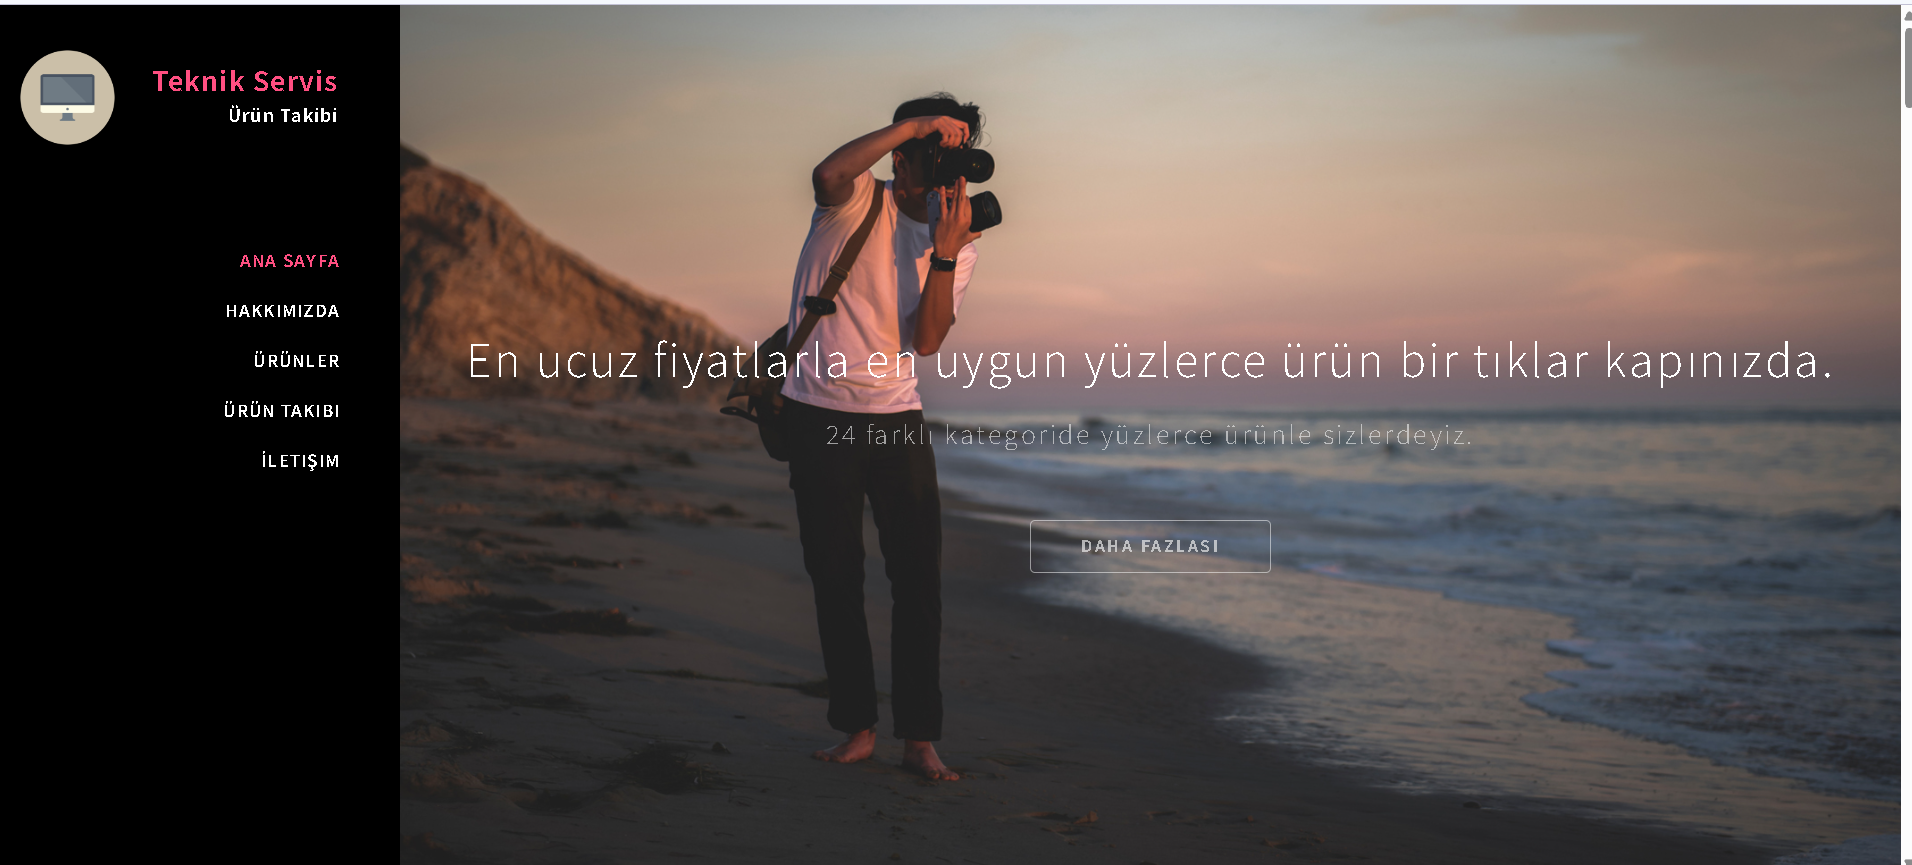 Teknik Servis
Ürün Takibi
ANA SAYFA
HAKKIMIZDA
ÜRÜNLER
ÜRÜN TAKIBI
İLETIŞIM
En ucuz fiyatlarla en uygun yüzlerce ürün bir tıklar kapınızda.
24 farklı kategoride yüzlerce ürünle sizlerdeyiz.
DAHA FAZLASI